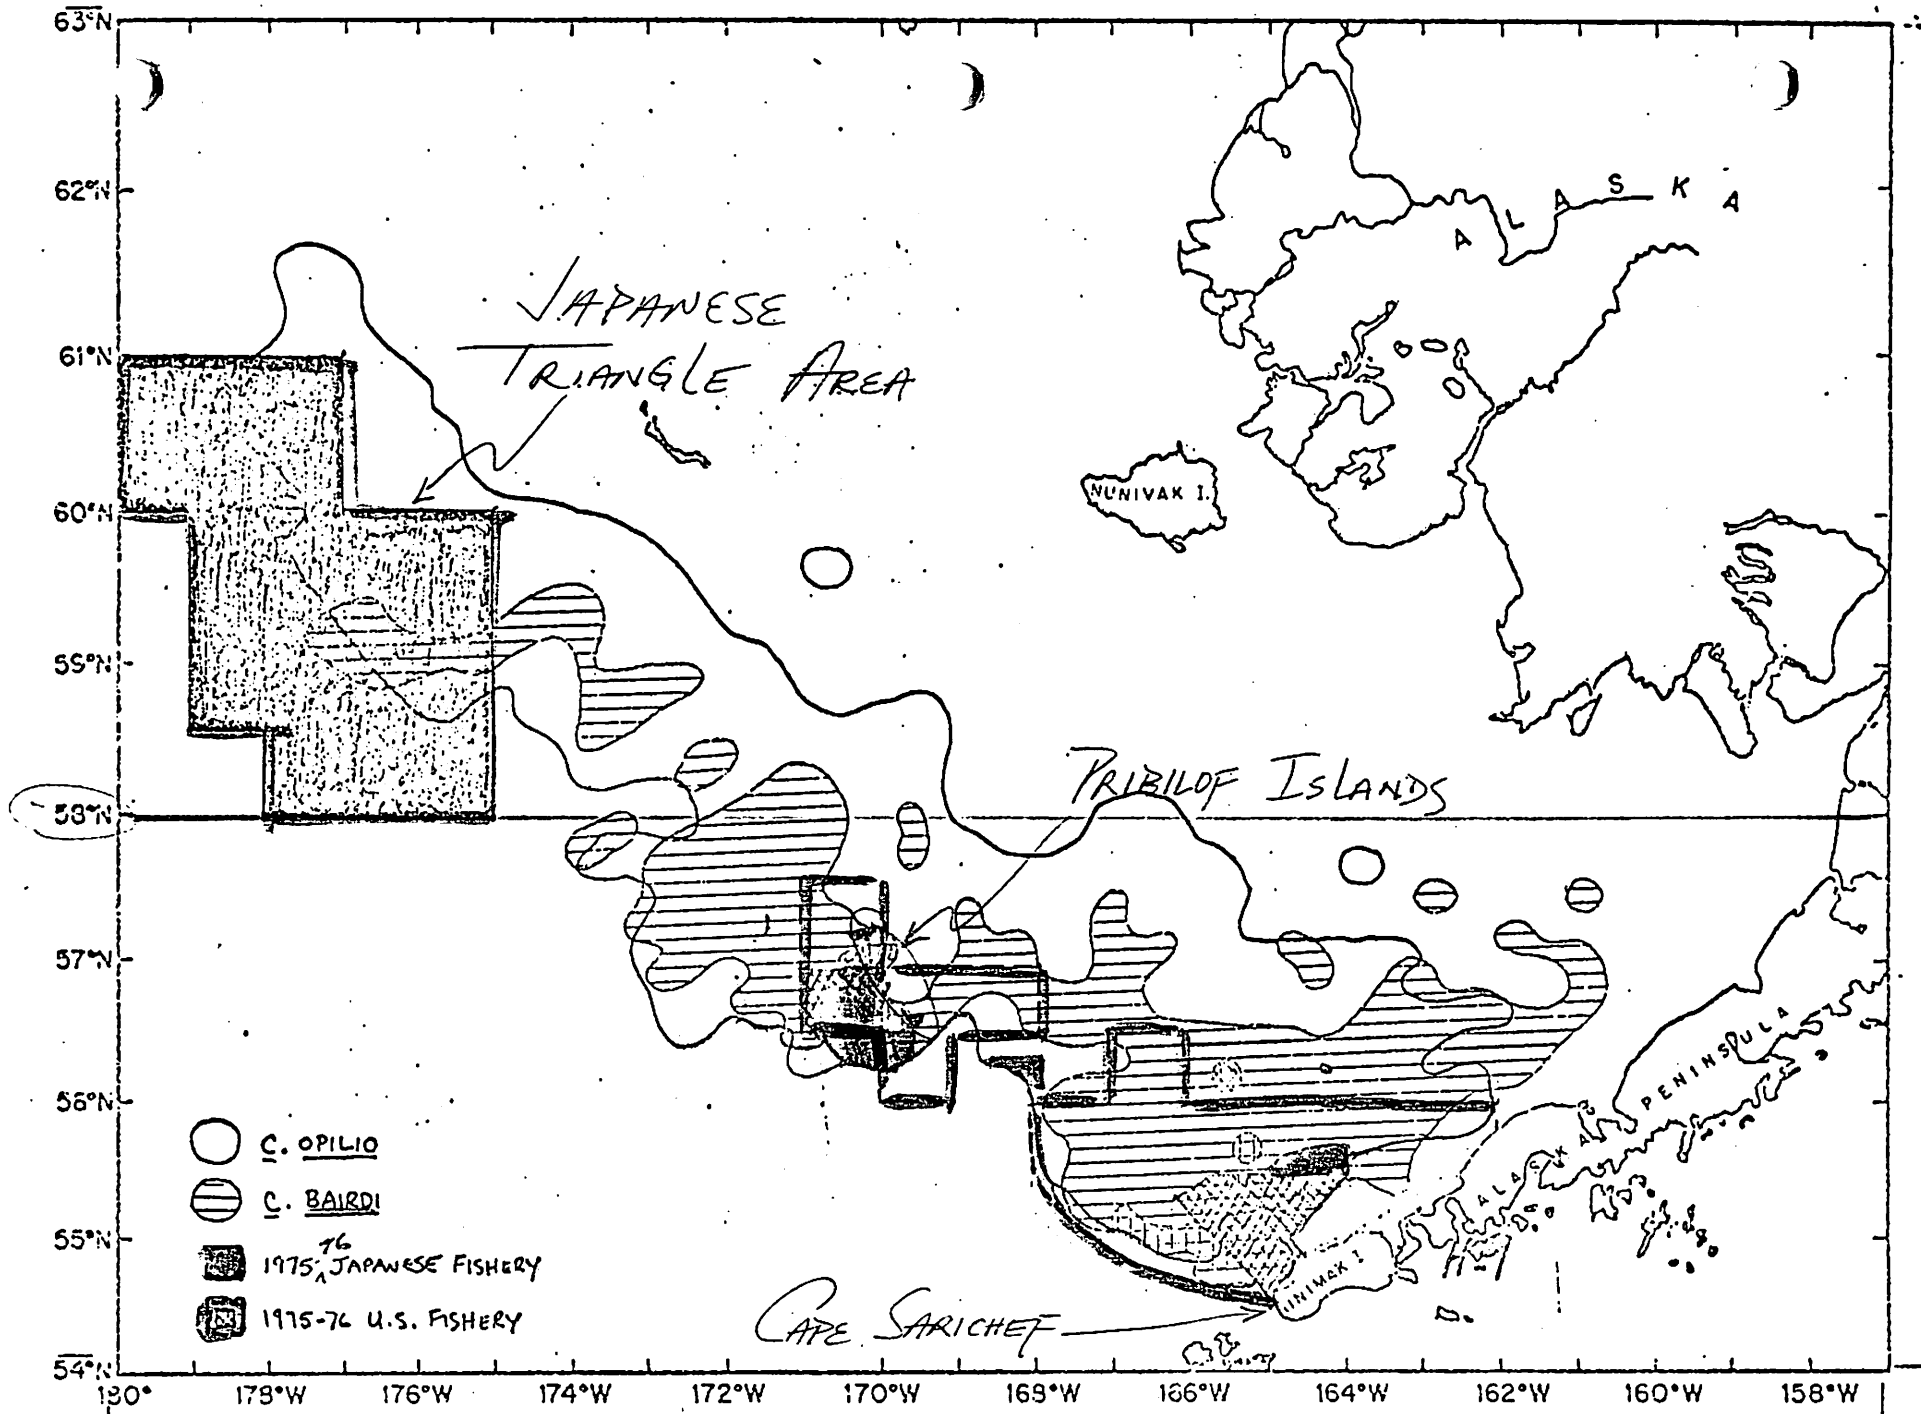 63°N
62°N
61°N
60°N
59°N
58°N
57°N
56°N
55°N
54°N
180°
178°W
176°W
174°W
172°W
170°W
168°W
166°W
164°W
162°W
160°W
158°W
ALASKA
JAPANESE
TRIANGLE AREA
NUNIVAK I.
PRIBILOF ISLANDS
ALASKA PENINSULA
UNIMAK I
CAPE SARICHEF
C. OPILIO
C. BAIRDI
1975-76 JAPANESE FISHERY
1975-76 U.S. FISHERY